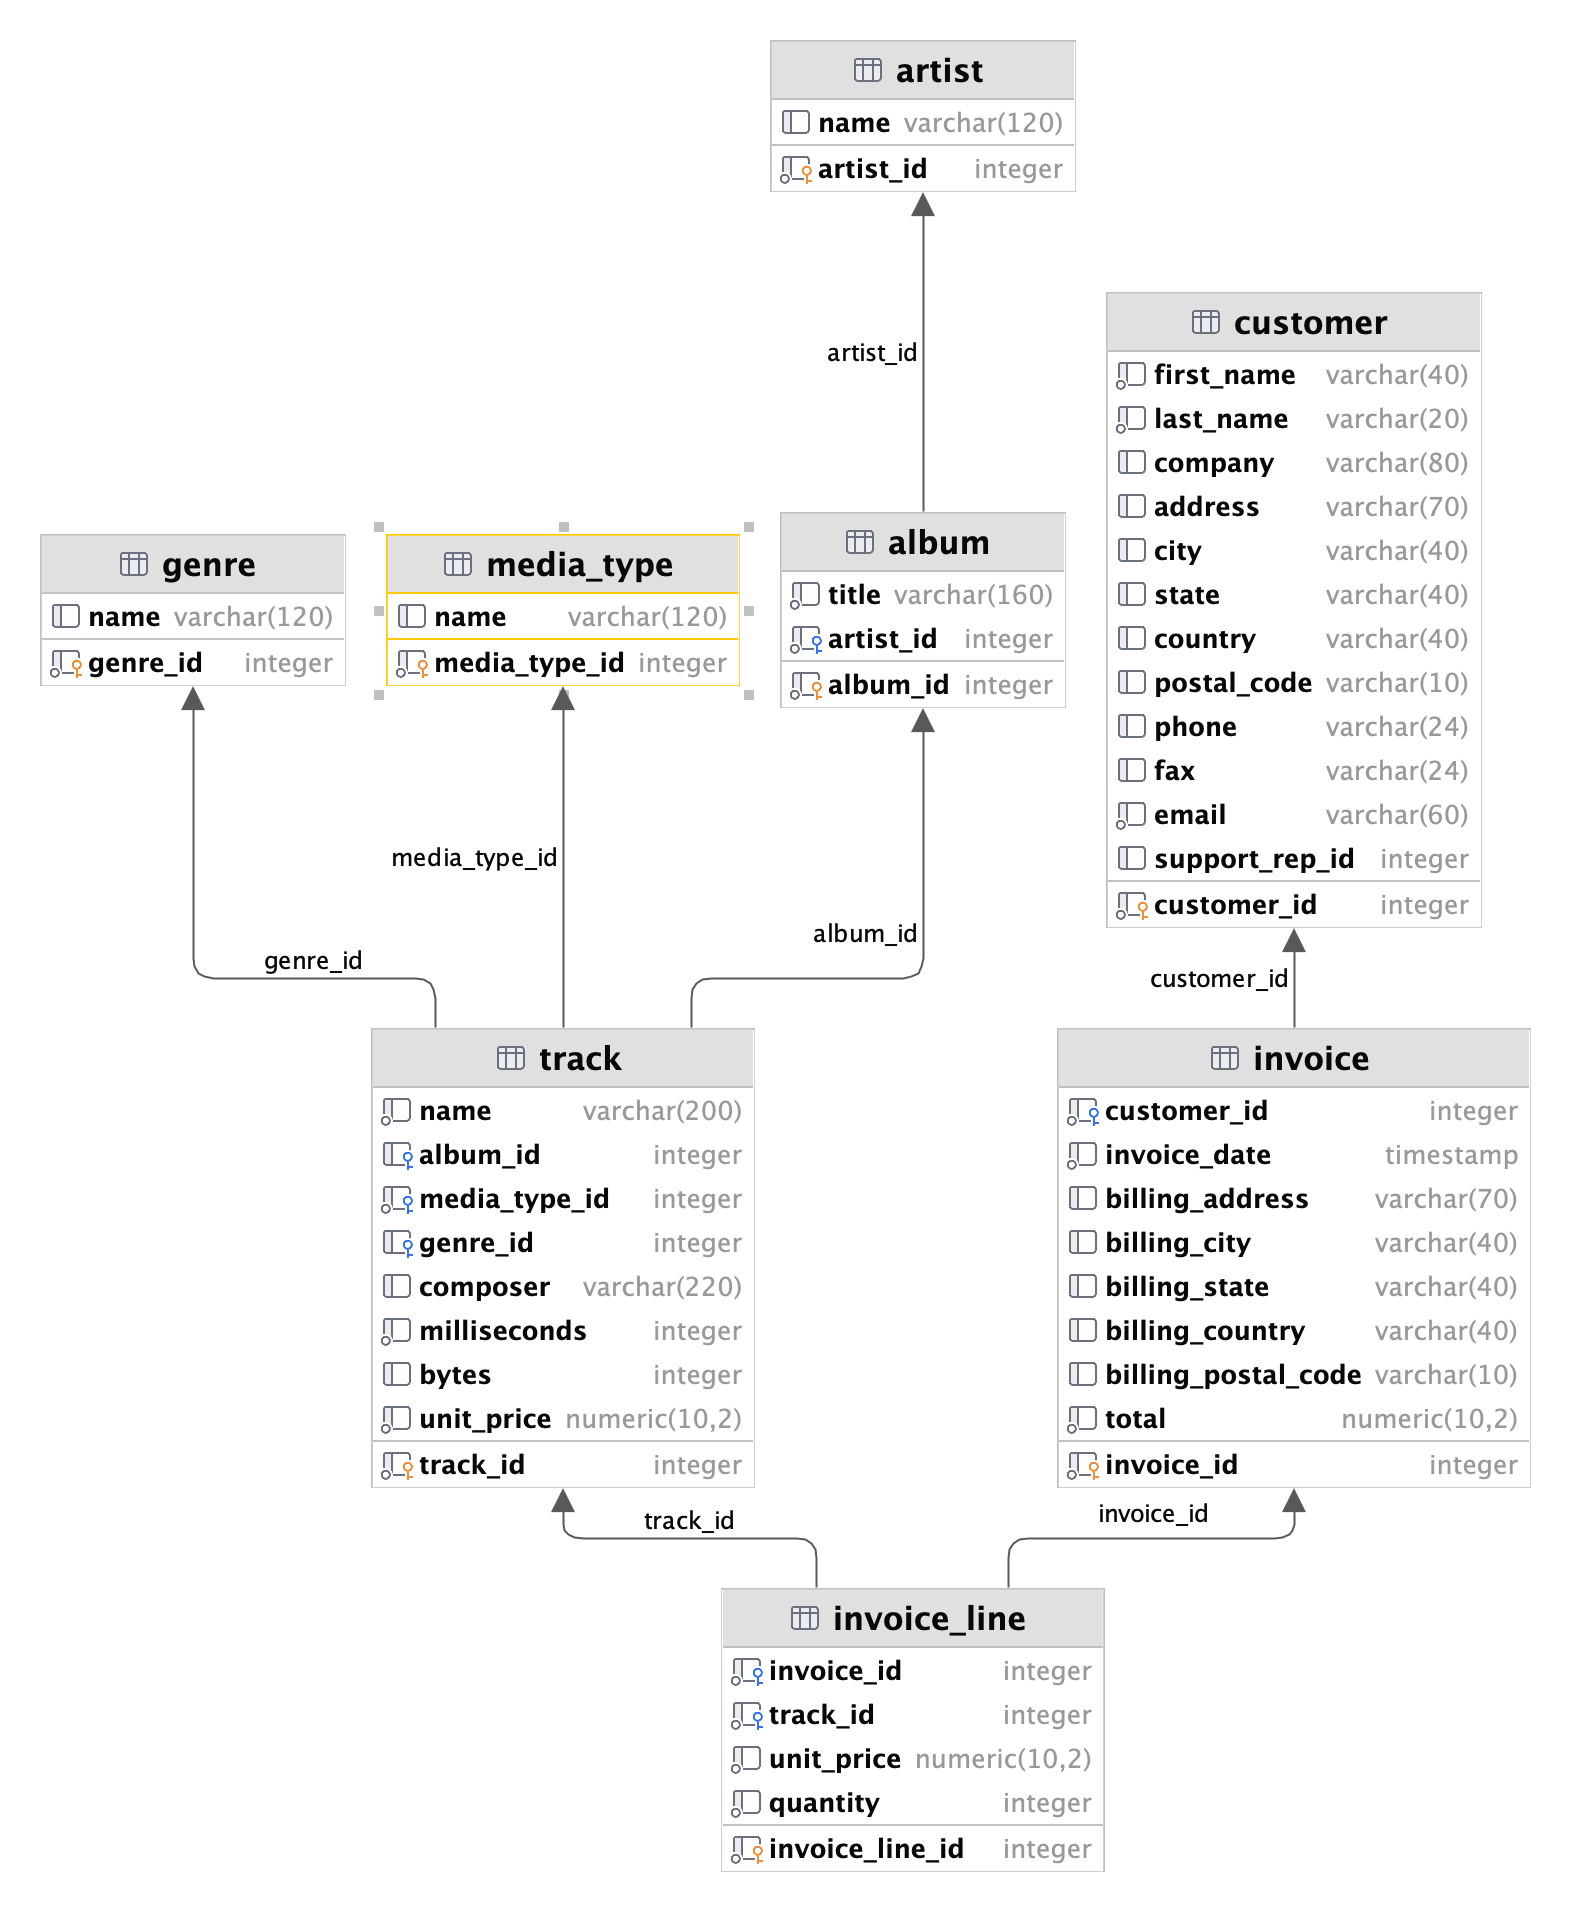 artist
name varchar(120)
artist_id integer
artist_id
customer
first_name varchar(40)
last_name varchar(20)
company varchar(80)
address varchar(70)
city varchar(40)
state varchar(40)
country varchar(40)
postal_code varchar(10)
phone varchar(24)
fax varchar(24)
email varchar(60)
support_rep_id integer
customer_id integer
genre
name varchar(120)
genre_id integer
media_type
name varchar(120)
media_type_id integer
album
title varchar(160)
artist_id integer
album_id integer
media_type_id
album_id
genre_id
customer_id
track
name varchar(200)
album_id integer
media_type_id integer
genre_id integer
composer varchar(220)
milliseconds integer
bytes integer
unit_price numeric(10,2)
track_id integer
invoice
customer_id integer
invoice_date timestamp
billing_address varchar(70)
billing_city varchar(40)
billing_state varchar(40)
billing_country varchar(40)
billing_postal_code varchar(10)
total numeric(10,2)
invoice_id integer
track_id
invoice_id
invoice_line
invoice_id integer
track_id integer
unit_price numeric(10,2)
quantity integer
invoice_line_id integer